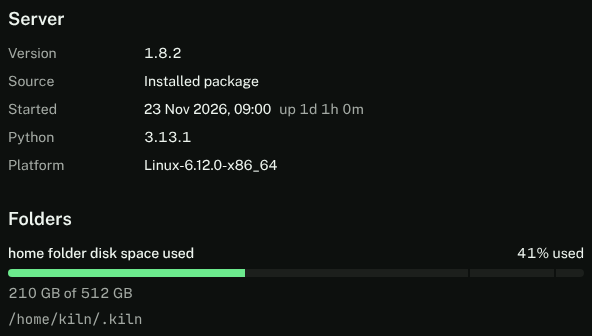 Server
Version 1.8.2
Source Installed package
Started 23 Nov 2026, 09:00 up 1d 1h 0m
Python 3.13.1
Platform Linux-6.12.0-x86_64
Folders
home folder disk space used 41% used
210 GB of 512 GB
/home/kiln/.kiln